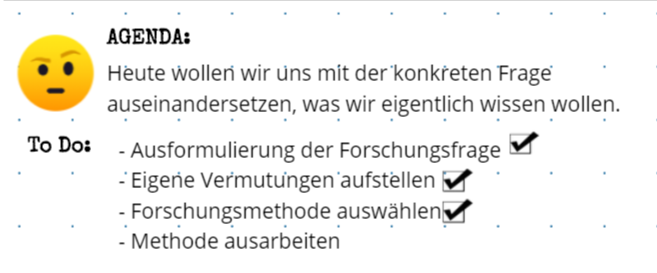 AGENDA:
Heute wollen wir uns mit der konkreten Frage
auseinandersetzen, was wir eigentlich wissen wollen.
To Do:
- Ausformulierung der Forschungsfrage
- Eigene Vermutungen aufstellen
- Forschungsmethode auswählen
- Methode ausarbeiten